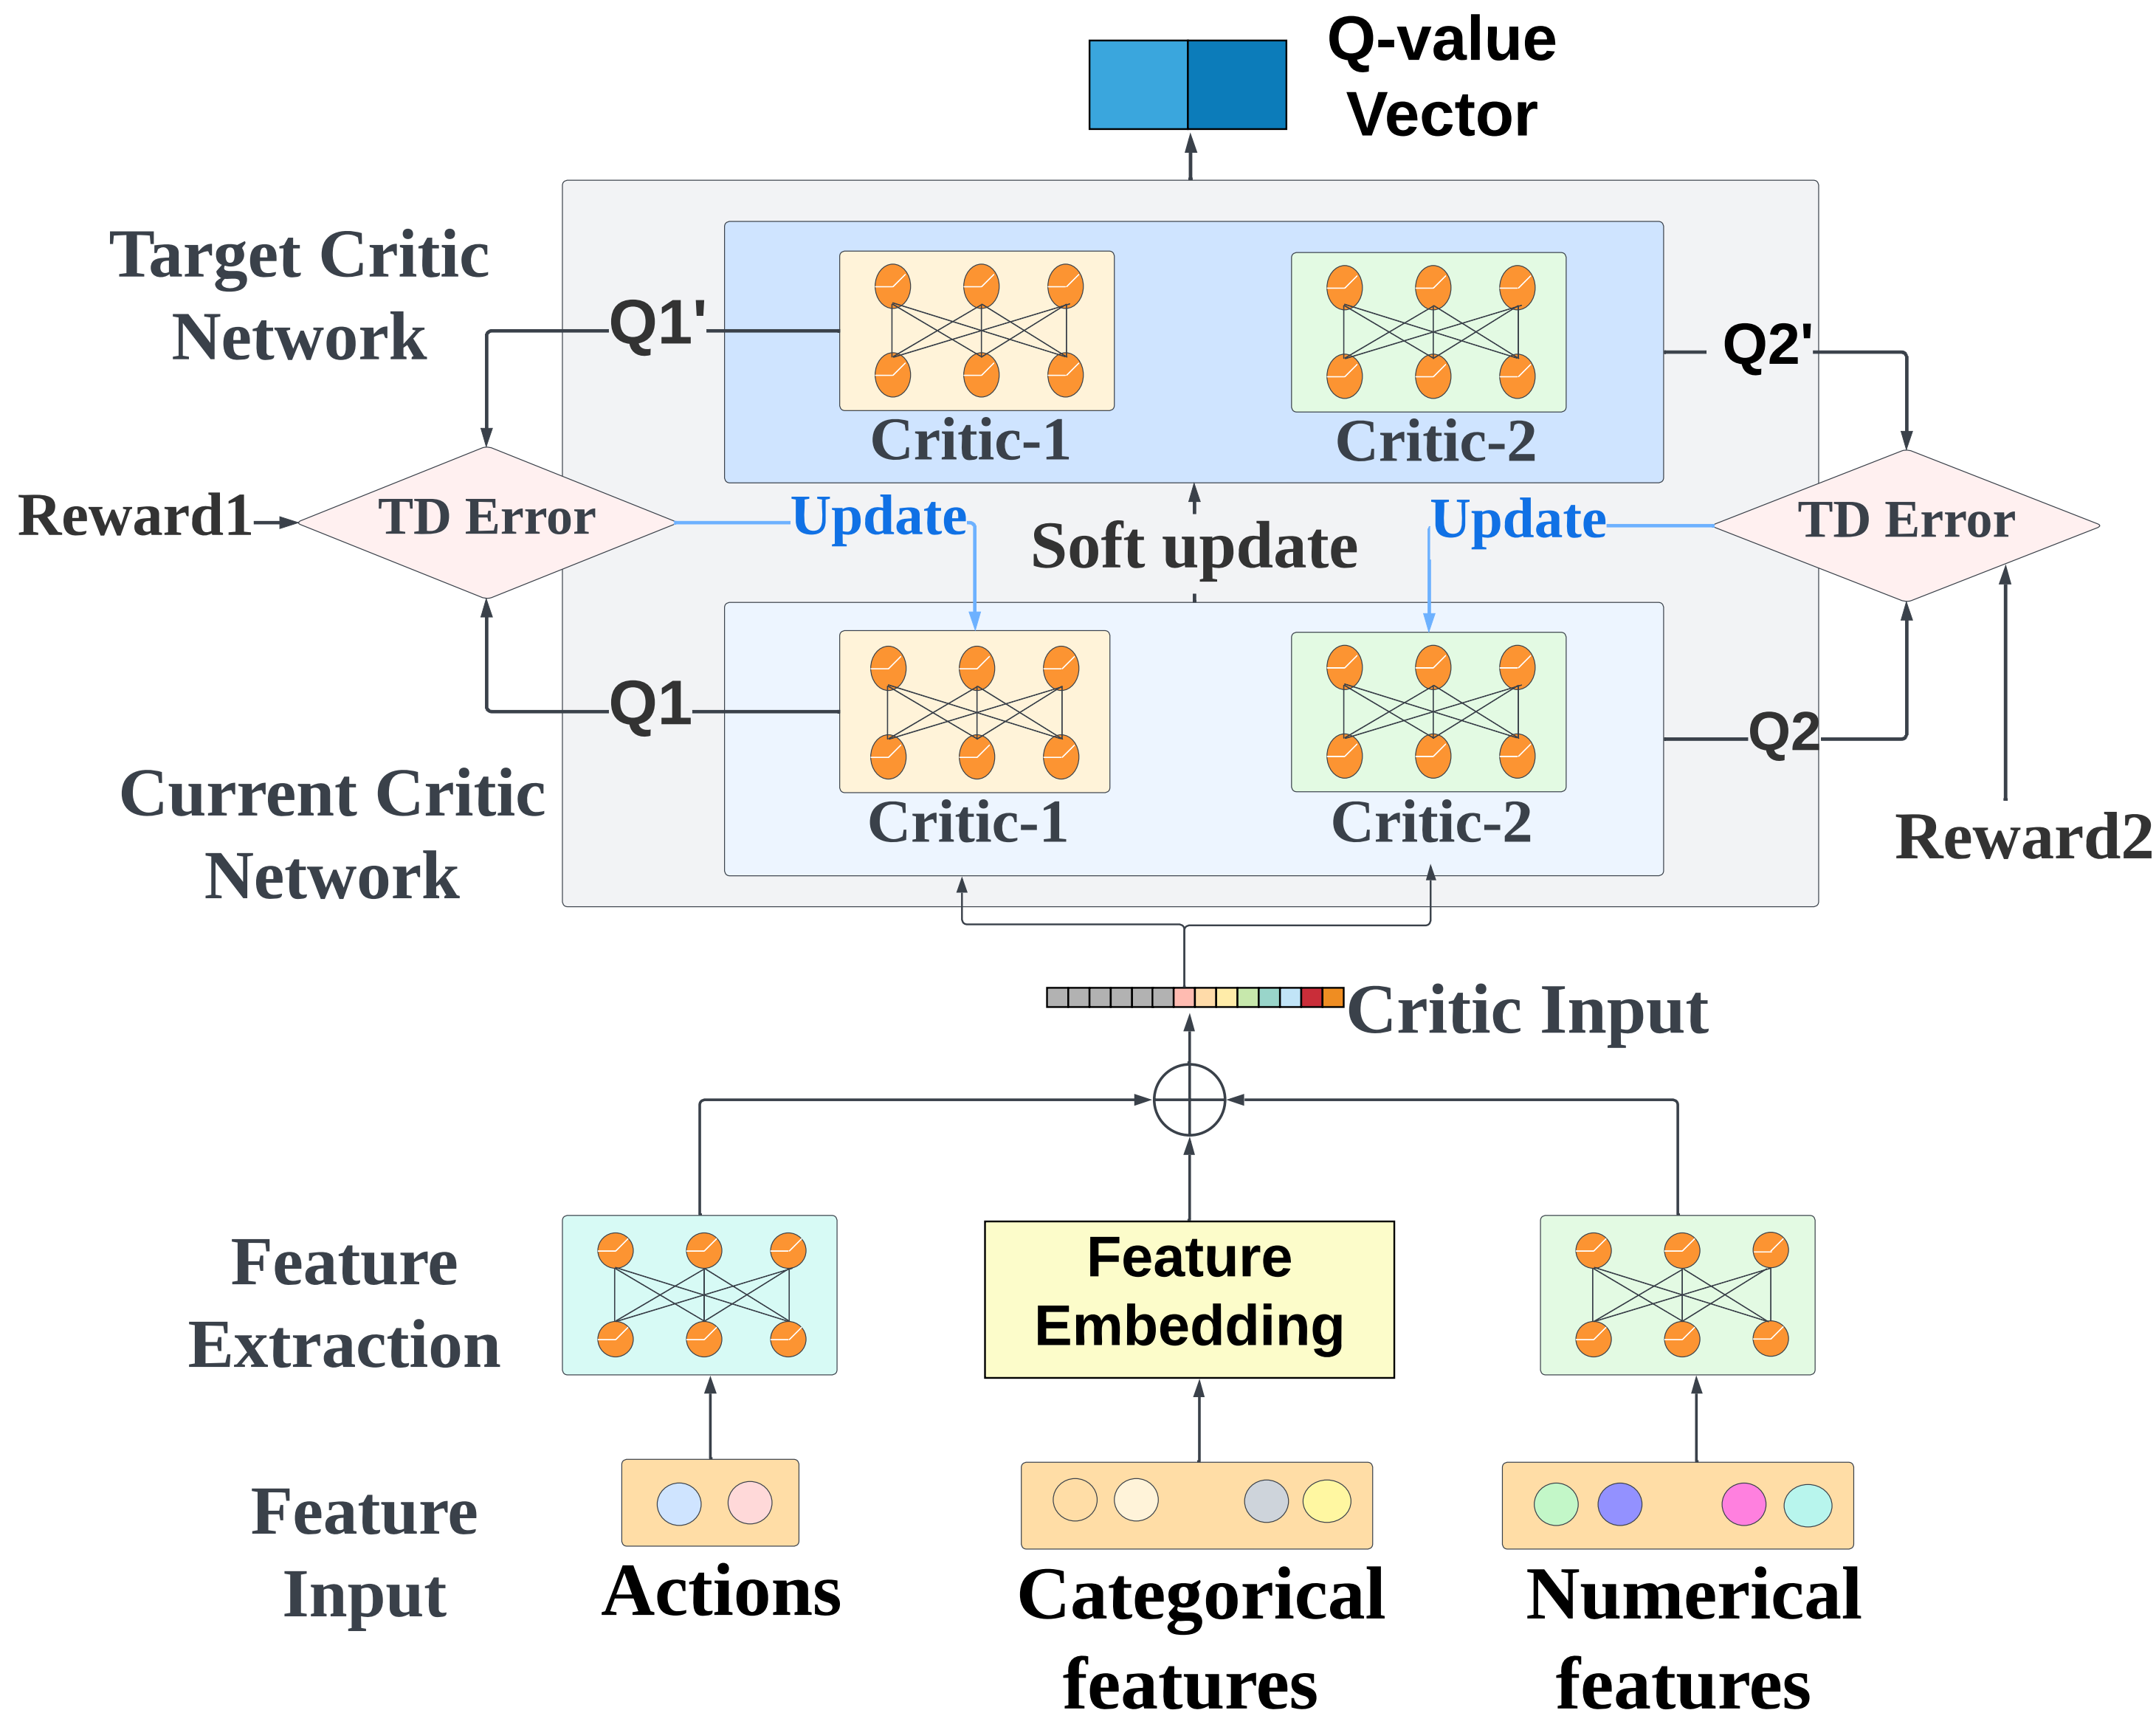 Q-value
Vector
Target Critic
Network
Q1'
Q2'
Critic-1
Critic-2
Reward1
TD Error
Update
Soft update
Update
TD Error
Q1
Q2
Current Critic
Network
Critic-1
Critic-2
Reward2
Critic Input
Feature
Extraction
Feature
Embedding
Feature
Input
Actions
Categorical
features
Numerical
features